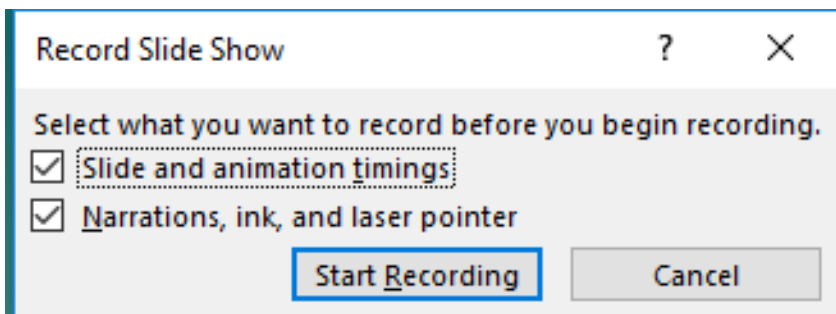 Record Slide Show ?
Select what you want to record before you begin recording.
Slide and animation timings
Narrations, ink, and laser pointer
Start Recording Cancel